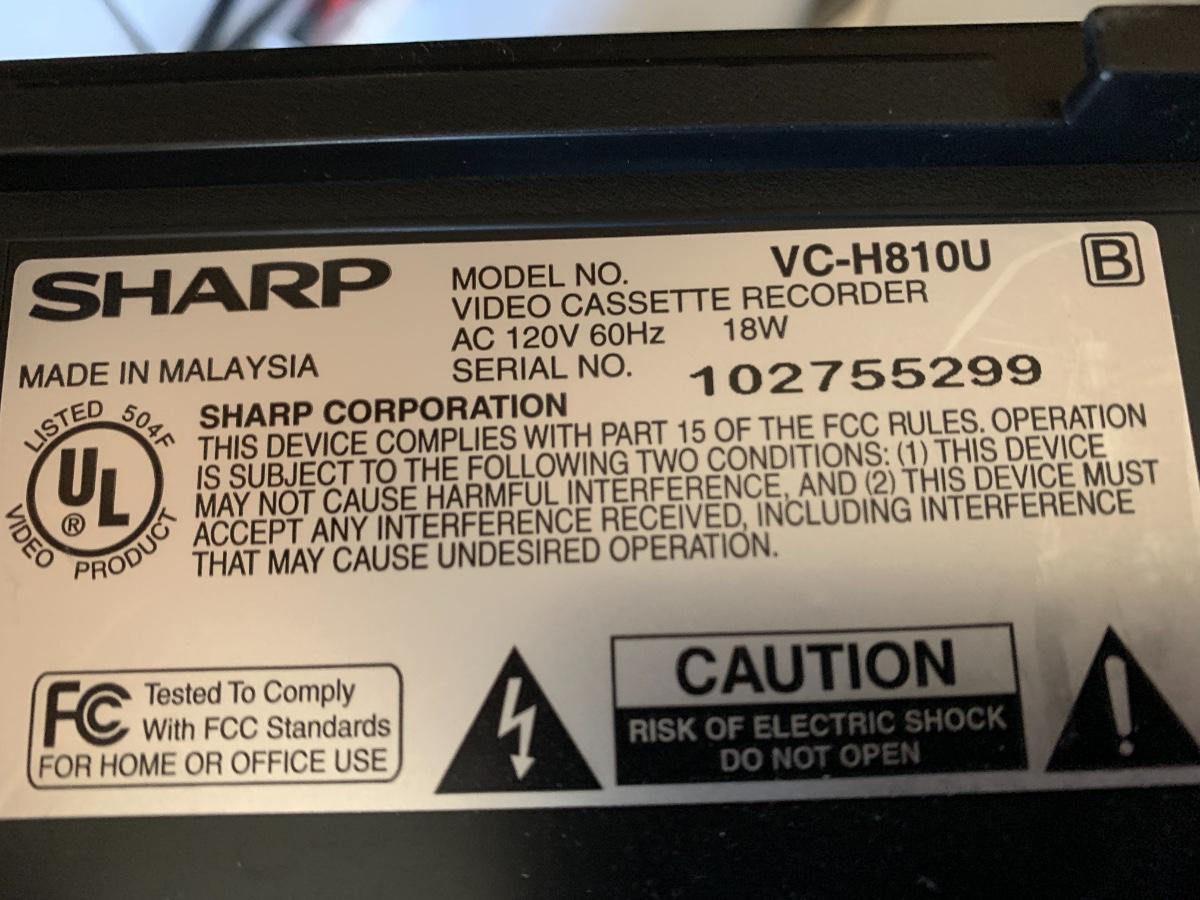 SHARP
MODEL NO. VC-H810U
B
VIDEO CASSETTE RECORDER
AC 120V 60Hz 18W
MADE IN MALAYSIA
SERIAL NO. 102755299
LISTED 504F
UL
®
VIDEO PRODUCT
SHARP CORPORATION
THIS DEVICE COMPLIES WITH PART 15 OF THE FCC RULES. OPERATION
IS SUBJECT TO THE FOLLOWING TWO CONDITIONS: (1) THIS DEVICE
MAY NOT CAUSE HARMFUL INTERFERENCE, AND (2) THIS DEVICE MUST
ACCEPT ANY INTERFERENCE RECEIVED, INCLUDING INTERFERENCE
THAT MAY CAUSE UNDESIRED OPERATION.
FC Tested To Comply
With FCC Standards
FOR HOME OR OFFICE USE
CAUTION
RISK OF ELECTRIC SHOCK
DO NOT OPEN
!